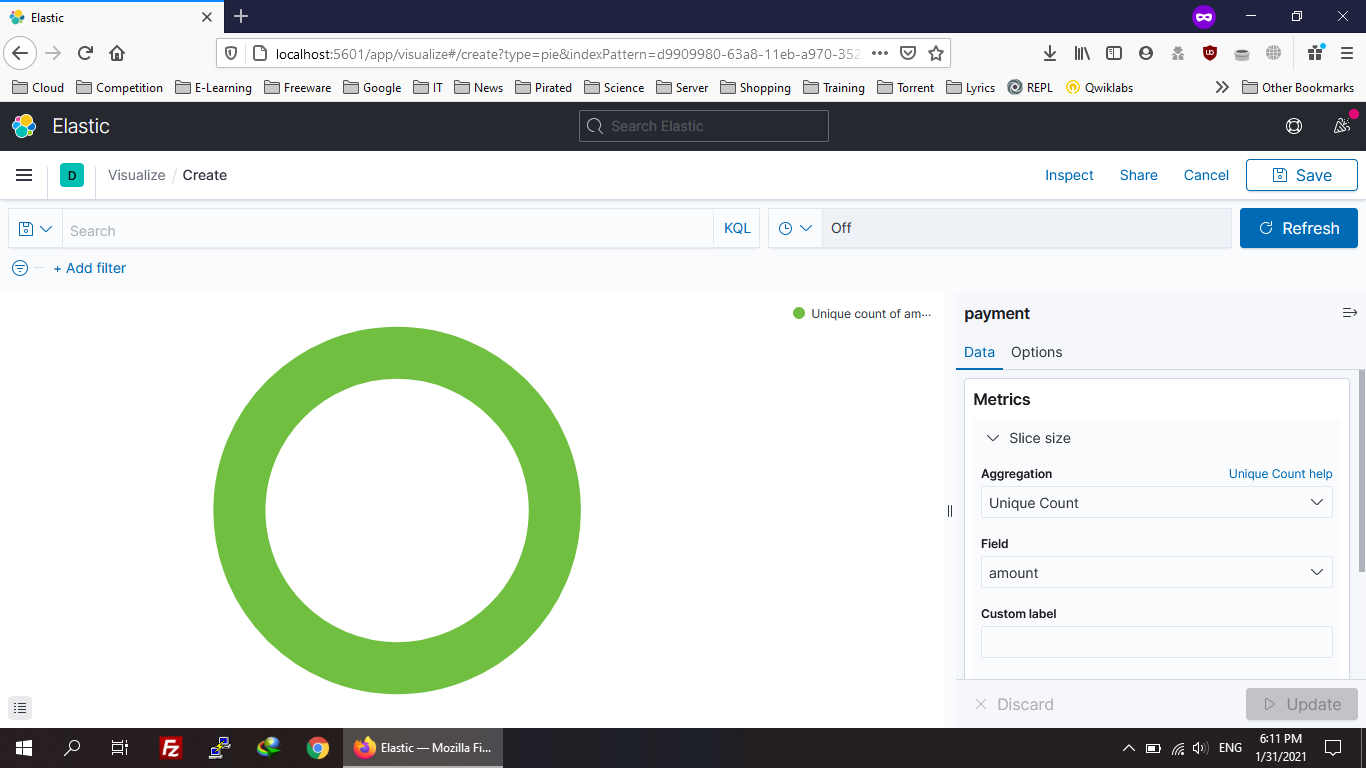 Elastic
localhost:5601/app/visualize#/create?type=pie&indexPattern=d9909980-63a8-11eb-a970-352
Cloud Competition E-Learning Freeware Google IT News Pirated Science Server Shopping Training Torrent Lyrics REPL Qwiklabs Other Bookmarks
Elastic Search Elastic
D Visualize / Create Inspect Share Cancel Save
Search KQL Off Refresh
+ Add filter
Unique count of am...
payment
Data Options
Metrics
Slice size
Aggregation Unique Count help
Unique Count
Field
amount
Custom label
Discard Update
Fz Elastic — Mozilla Fi... ENG 6:11 PM
1/31/2021